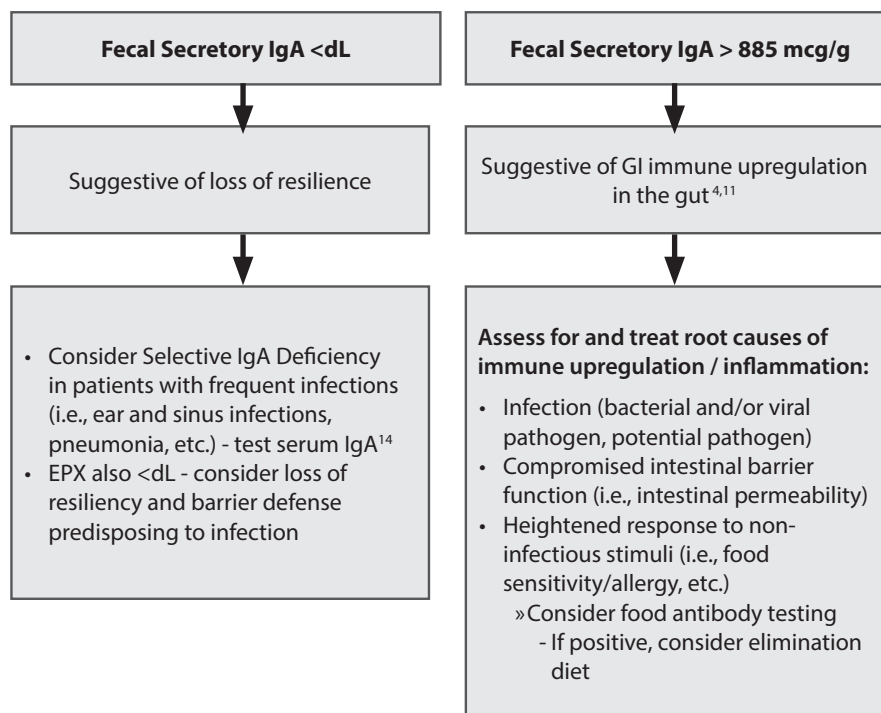 Fecal Secretory IgA <dL
Suggestive of loss of resilience
• Consider Selective IgA Deficiency
in patients with frequent infections
(i.e., ear and sinus infections,
pneumonia, etc.) - test serum IgA14
• EPX also <dL - consider loss of
resiliency and barrier defense
predisposing to infection
Fecal Secretory IgA > 885 mcg/g
Suggestive of GI immune upregulation
in the gut 4,11
Assess for and treat root causes of
immune upregulation / inflammation:
• Infection (bacterial and/or viral
pathogen, potential pathogen)
• Compromised intestinal barrier
function (i.e., intestinal permeability)
• Heightened response to non-
infectious stimuli (i.e., food
sensitivity/allergy, etc.)
»Consider food antibody testing
- If positive, consider elimination
diet